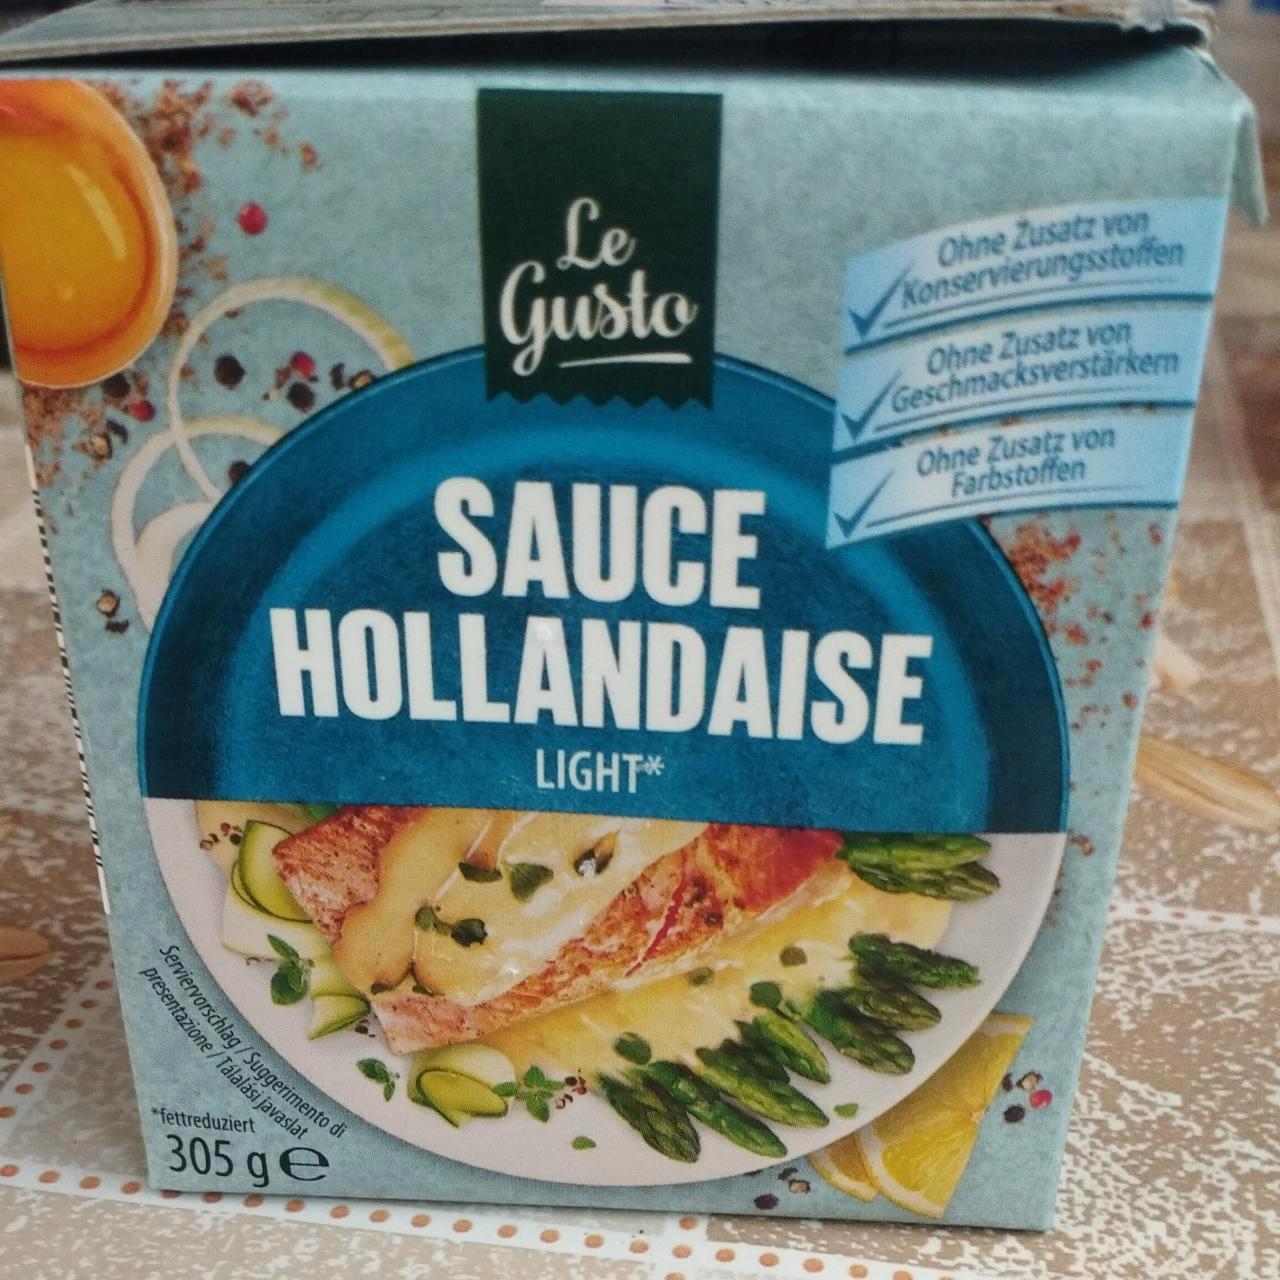 Le
Gusto
Ohne Zusatz von
Konservierungsstoffen
Ohne Zusatz von
Geschmacksverstärkern
Ohne Zusatz von
Farbstoffen
SAUCE
HOLLANDAISE
LIGHT*
Serviervorschlag / Suggerimento di
presentazione / Tálalási javaslat
*fettreduziert
305 g ℮